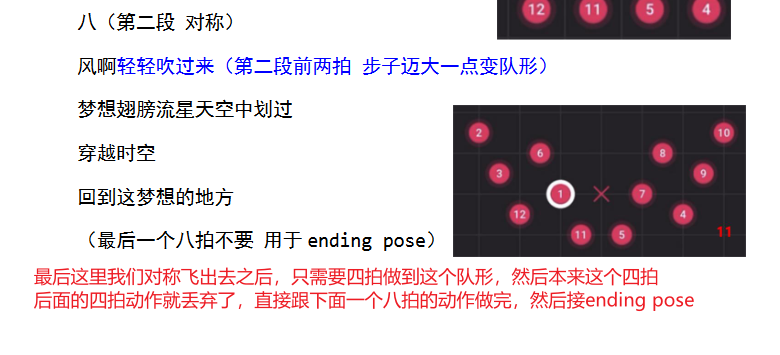 八（第二段 对称）
12 11 5 4
风啊轻轻吹过来（第二段前两拍 步子迈大一点变队形）
梦想翅膀流星天空中划过
穿越时空
回到这梦想的地方
（最后一个八拍不要 用于 ending pose）
2 10
6 8
3 9
1 7
12 4
11 5 11
最后这里我们对称飞出去之后，只需要四拍做到这个队形，然后本来这个四拍
后面的四拍动作就丢弃了，直接跟下面一个八拍的动作做完，然后接ending pose